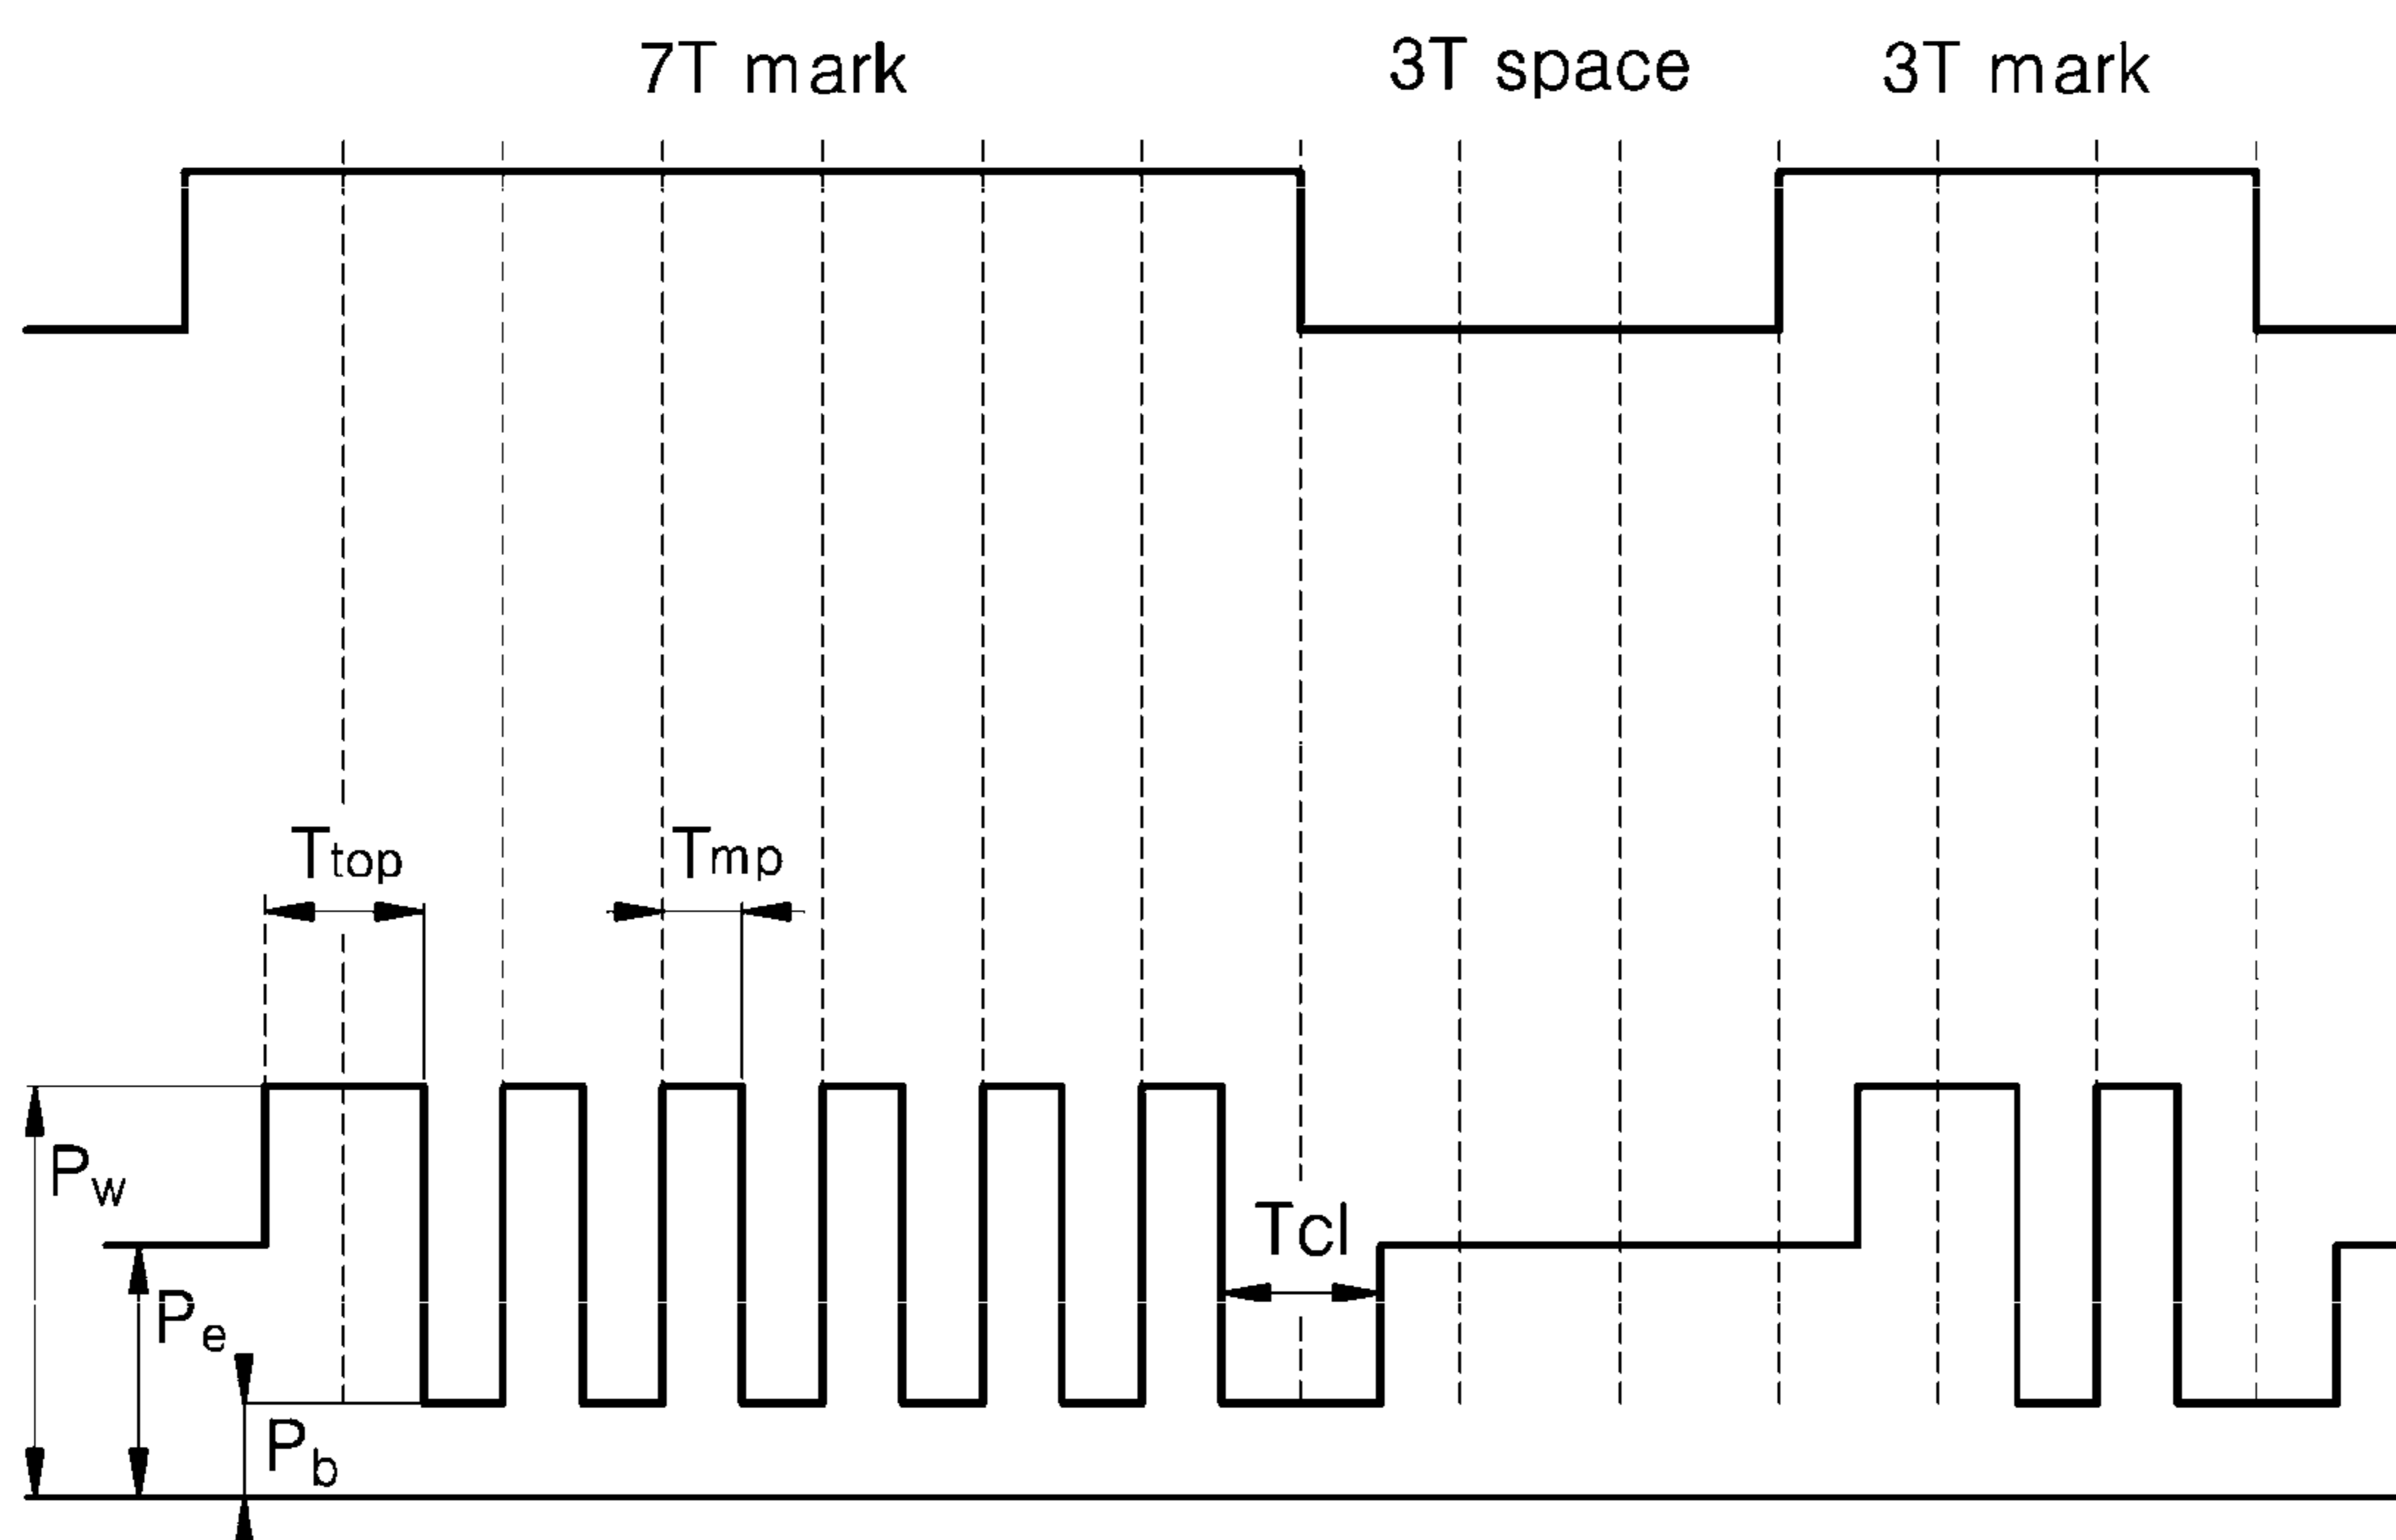 7T mark 3T space 3T mark
Ttop Tmp
Pw
TCl
Pe
Pb